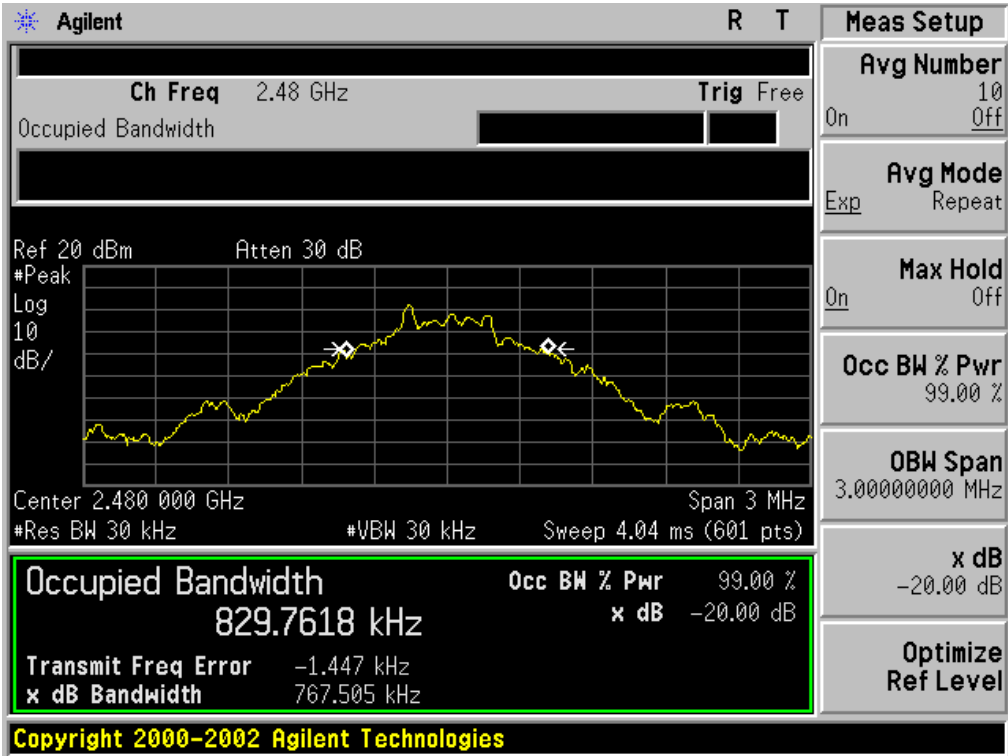 Agilent R T
Meas Setup
Ch Freq 2.48 GHz Trig Free
Occupied Bandwidth
Ref 20 dBm Atten 30 dB
#Peak
Log
10
dB/
Center 2.480 000 GHz Span 3 MHz
#Res BW 30 kHz #VBW 30 kHz Sweep 4.04 ms (601 pts)
Occupied Bandwidth
829.7618 kHz
Occ BW % Pwr 99.00 %
x dB -20.00 dB
Transmit Freq Error -1.447 kHz
x dB Bandwidth 767.505 kHz
Copyright 2000-2002 Agilent Technologies
Avg Number
10
On Off
Avg Mode
Exp Repeat
Max Hold
On Off
Occ BW % Pwr
99.00 %
OBW Span
3.00000000 MHz
x dB
-20.00 dB
Optimize
Ref Level